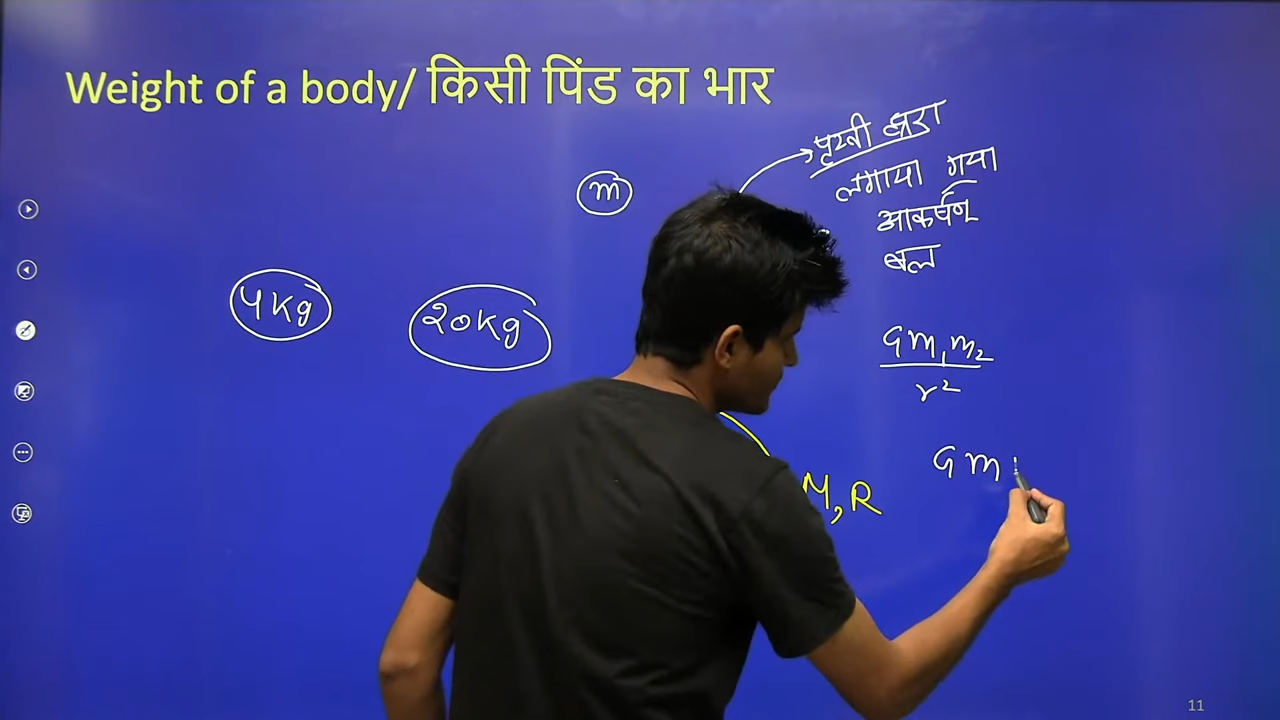 Weight of a body/ किसी पिंड का भार
पृथ्वी द्वारा
लगाया गया
आकर्षण
बल
m
4Kg
20Kg
Gm₁m₂
r²
Gm
M, R
11